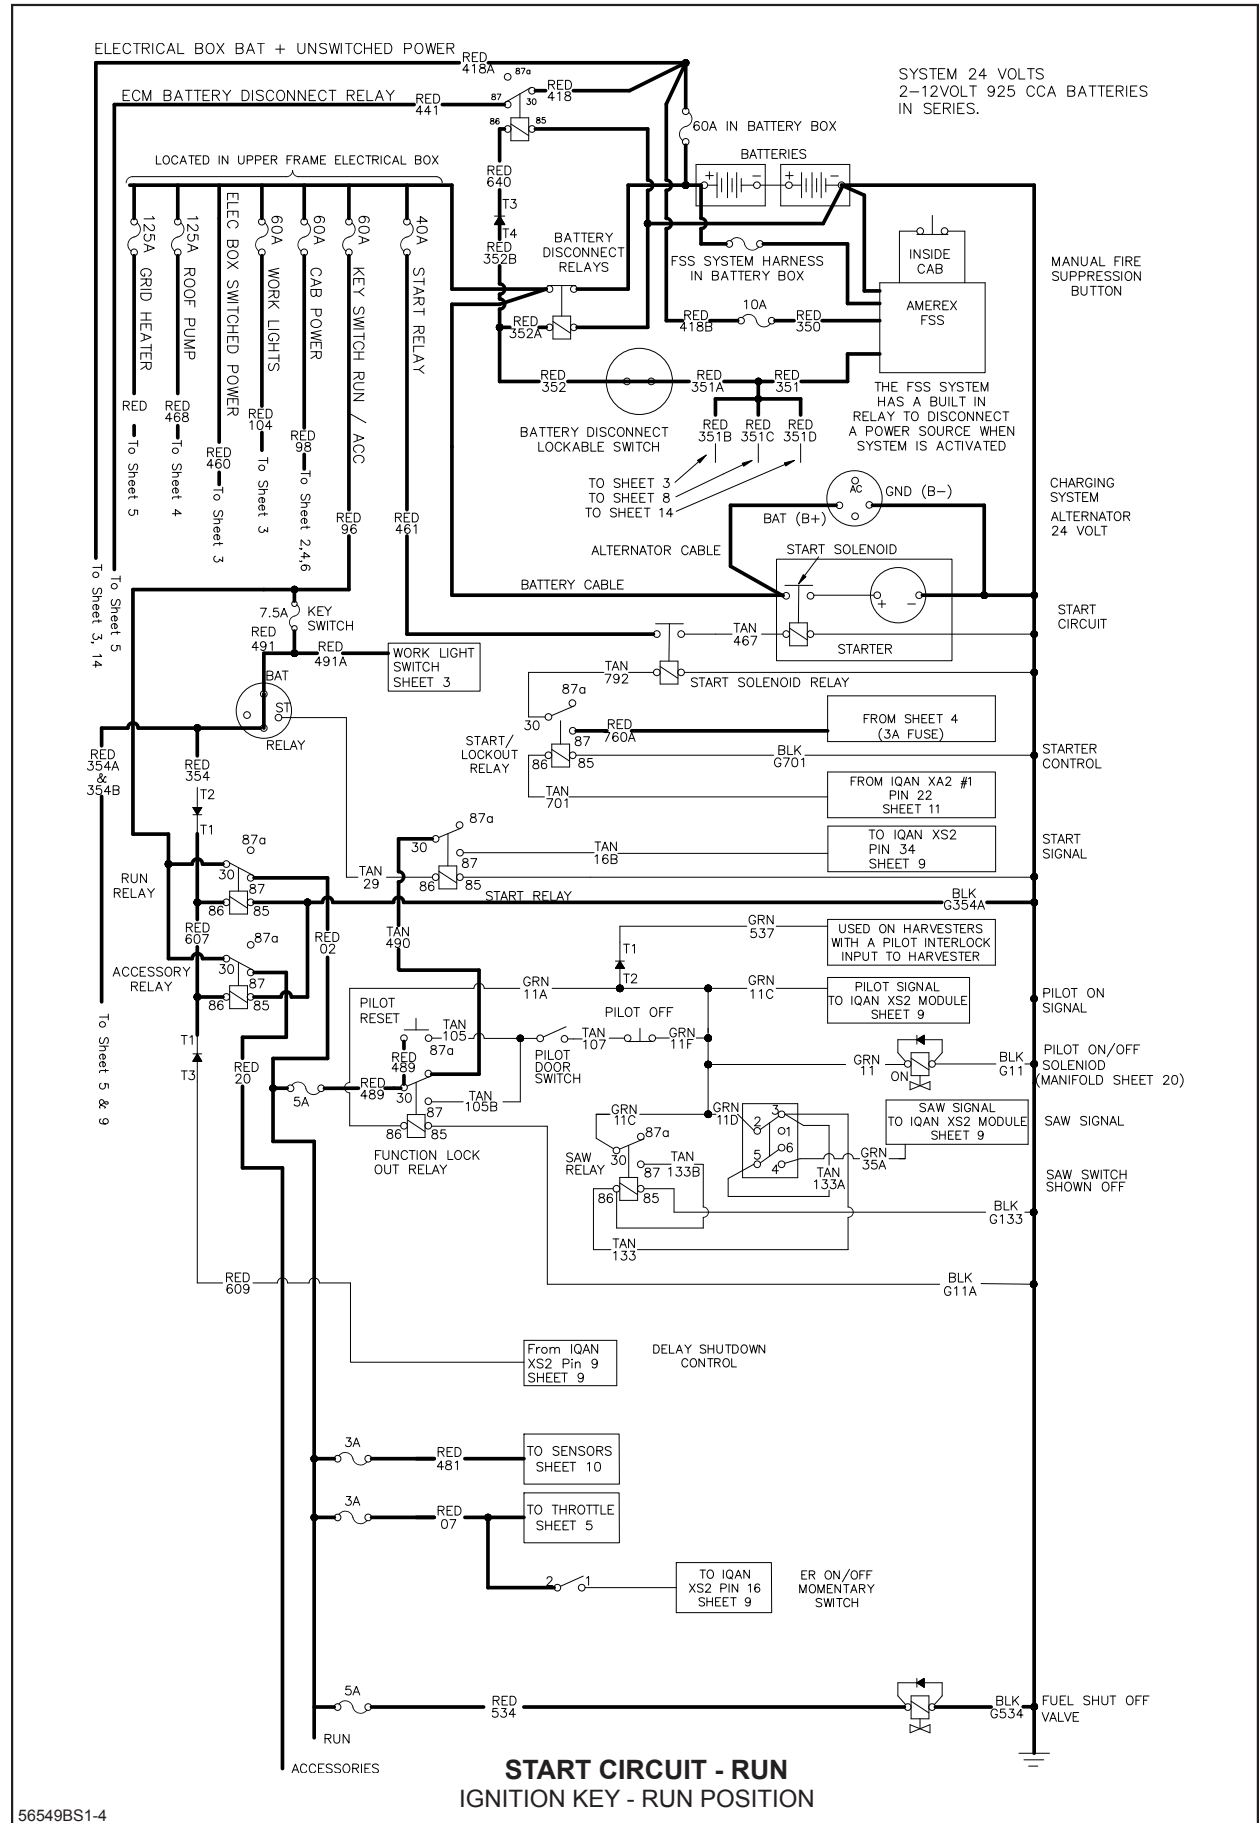 ELECTRICAL BOX BAT + UNSWITCHED POWER
RED
418A
87a
RED
418
87
30
ECM BATTERY DISCONNECT RELAY
RED
441
86
85
SYSTEM 24 VOLTS
2-12VOLT 925 CCA BATTERIES
IN SERIES.
60A IN BATTERY BOX
BATTERIES
+
-
+
-
LOCATED IN UPPER FRAME ELECTRICAL BOX
RED
640
T3
T4
RED
352B
BATTERY
DISCONNECT
RELAYS
FSS SYSTEM HARNESS
IN BATTERY BOX
INSIDE
CAB
MANUAL FIRE
SUPPRESSION
BUTTON
AMEREX
FSS
125A
GRID HEATER
125A
ROOF PUMP
ELEC BOX SWITCHED POWER
60A
WORK LIGHTS
60A
CAB POWER
60A
KEY SWITCH RUN / ACC
40A
START RELAY
RED
352A
RED
418B
10A
RED
350
RED
352
RED
351A
RED
351
THE FSS SYSTEM
HAS A BUILT IN
RELAY TO DISCONNECT
A POWER SOURCE WHEN
SYSTEM IS ACTIVATED
BATTERY DISCONNECT
LOCKABLE SWITCH
RED
351B
RED
351C
RED
351D
TO SHEET 3
TO SHEET 8
TO SHEET 14
RED
To Sheet 5
RED
468
To Sheet 4
RED
460
To Sheet 3
RED
104
To Sheet 3
RED
98
To Sheet 2,4,6
RED
96
RED
461
AC
GND (B-)
BAT (B+)
CHARGING
SYSTEM
ALTERNATOR
24 VOLT
ALTERNATOR CABLE
START SOLENOID
BATTERY CABLE
+
-
STARTER
START
CIRCUIT
To Sheet 5
To Sheet 3, 14
7.5A
KEY
SWITCH
RED
491
RED
491A
WORK LIGHT
SWITCH
SHEET 3
TAN
467
TAN
792
START SOLENOID RELAY
BAT
ST
RELAY
87a
30
87
86
85
START/
LOCKOUT
RELAY
RED
760A
FROM SHEET 4
(3A FUSE)
BLK
G701
STARTER
CONTROL
TAN
701
FROM IQAN XA2 #1
PIN 22
SHEET 11
RED
354A
&
354B
RED
354
T2
T1
87a
30
87
86
85
TAN
16B
TO IQAN XS2
PIN 34
SHEET 9
START
SIGNAL
TAN
29
START RELAY
87a
30
87
86
85
RUN
RELAY
BLK
G354A
RED
607
RED
02
TAN
490
87a
30
87
86
85
ACCESSORY
RELAY
GRN
537
T1
T2
USED ON HARVESTERS
WITH A PILOT INTERLOCK
INPUT TO HARVESTER
GRN
11A
GRN
11C
PILOT SIGNAL
TO IQAN XS2 MODULE
SHEET 9
PILOT ON
SIGNAL
To Sheet 5 & 9
T1
T3
RED
20
PILOT
RESET
TAN
105
87a
RED
489
RED
489
5A
30
87
86
85
TAN
105B
FUNCTION LOCK
OUT RELAY
PILOT
DOOR
SWITCH
TAN
107
PILOT OFF
GRN
11F
GRN
11
ON
BLK
G11
PILOT ON/OFF
SOLENIOD
(MANIFOLD SHEET 20)
GRN
11C
GRN
11D
3
2
1
6
5
4
SAW SIGNAL
TO IQAN XS2 MODULE
SHEET 9
SAW SIGNAL
GRN
35A
TAN
133A
SAW
RELAY
87a
30
87
86
85
TAN
133B
SAW SWITCH
SHOWN OFF
BLK
G133
TAN
133
RED
609
BLK
G11A
From IQAN
XS2 Pin 9
SHEET 9
DELAY SHUTDOWN
CONTROL
3A
RED
481
TO SENSORS
SHEET 10
3A
RED
07
TO THROTTLE
SHEET 5
2
1
TO IQAN
XS2 PIN 16
SHEET 9
ER ON/OFF
MOMENTARY
SWITCH
5A
RED
534
BLK
G534
FUEL SHUT OFF
VALVE
RUN
ACCESSORIES
START CIRCUIT - RUN
IGNITION KEY - RUN POSITION
56549BS1-4